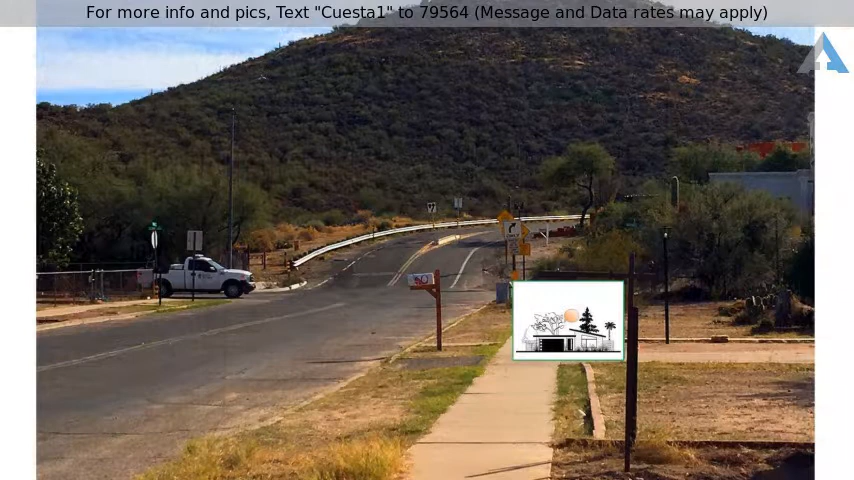 For more info and pics, Text "Cuesta1" to 79564 (Message and Data rates may apply)